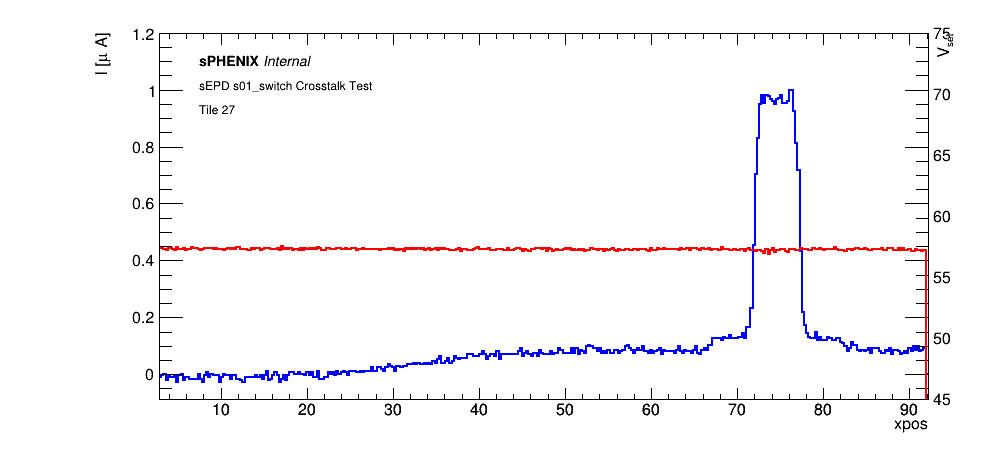 I [μ A]
1.2
1
0.8
0.6
0.4
0.2
0
sPHENIX Internal
sEPD s01_switch Crosstalk Test
Tile 27
75
Vset
70
65
60
55
50
45
10 20 30 40 50 60 70 80 90
xpos